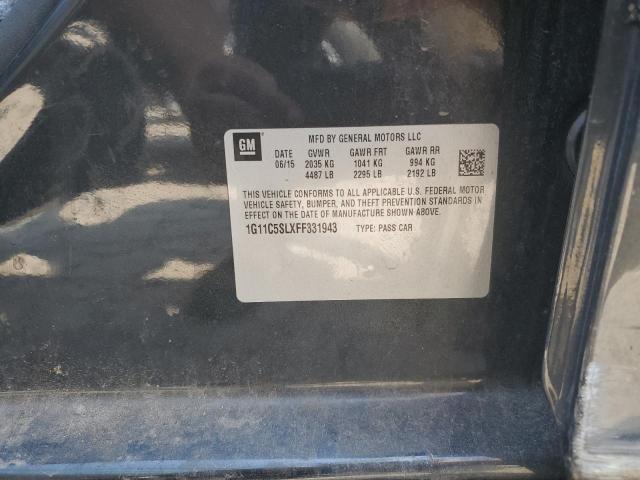 GM MFD BY GENERAL MOTORS LLC
DATE GVWR GAWR FRT GAWR RR
06/15 2035 KG 1041 KG 994 KG
4487 LB 2295 LB 2192 LB
THIS VEHICLE CONFORMS TO ALL APPLICABLE U.S. FEDERAL MOTOR
VEHICLE SAFETY, BUMPER, AND THEFT PREVENTION STANDARDS IN
EFFECT ON THE DATE OF MANUFACTURE SHOWN ABOVE.
1G11C5SLXFF331943 TYPE: PASS CAR